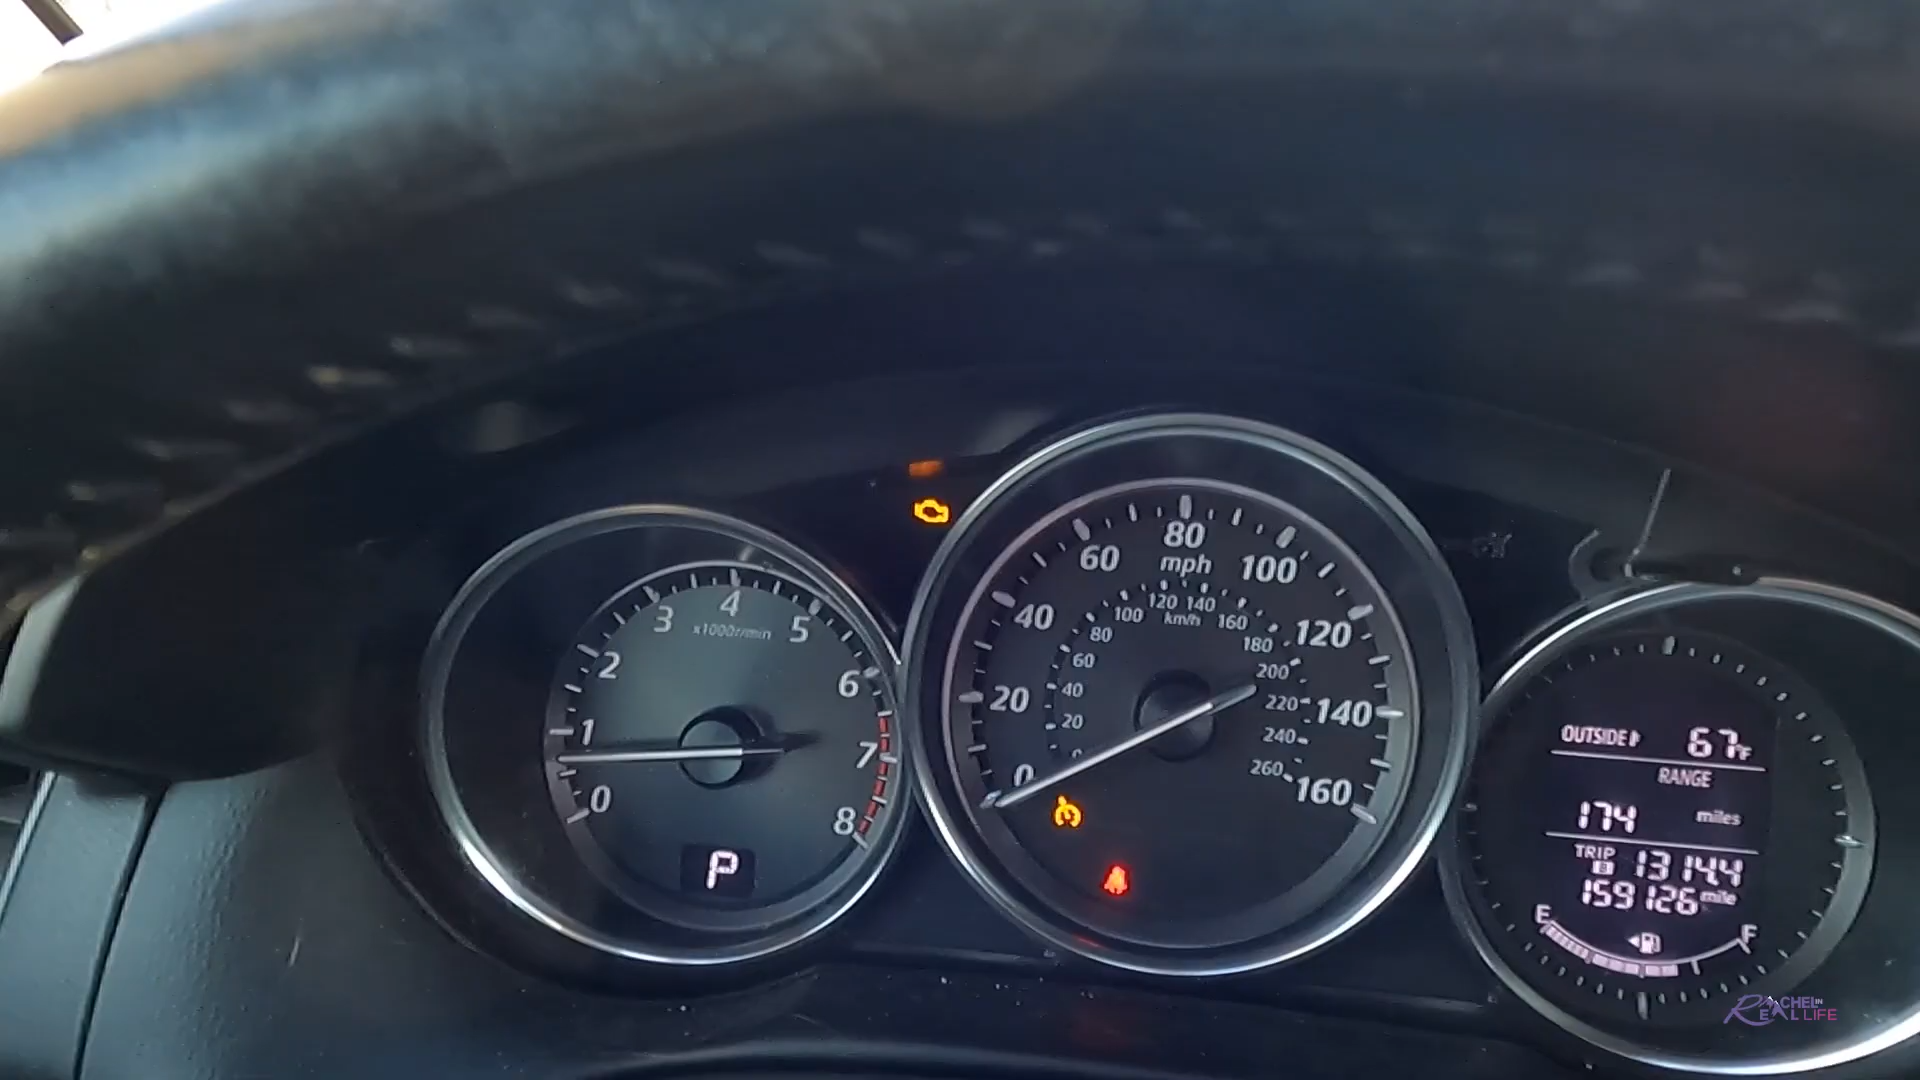 0
1
2
3
4
5
6
7
8
x1000r/min
P
0
20
40
60
80
100
120
140
160
mph
0
20
40
60
80
100
120
140
160
180
200
220
240
260
km/h
OUTSIDE 67°F
RANGE
174 miles
TRIP
B 1314.4
159126 mile
E F
RACHEL IN
REAL LIFE